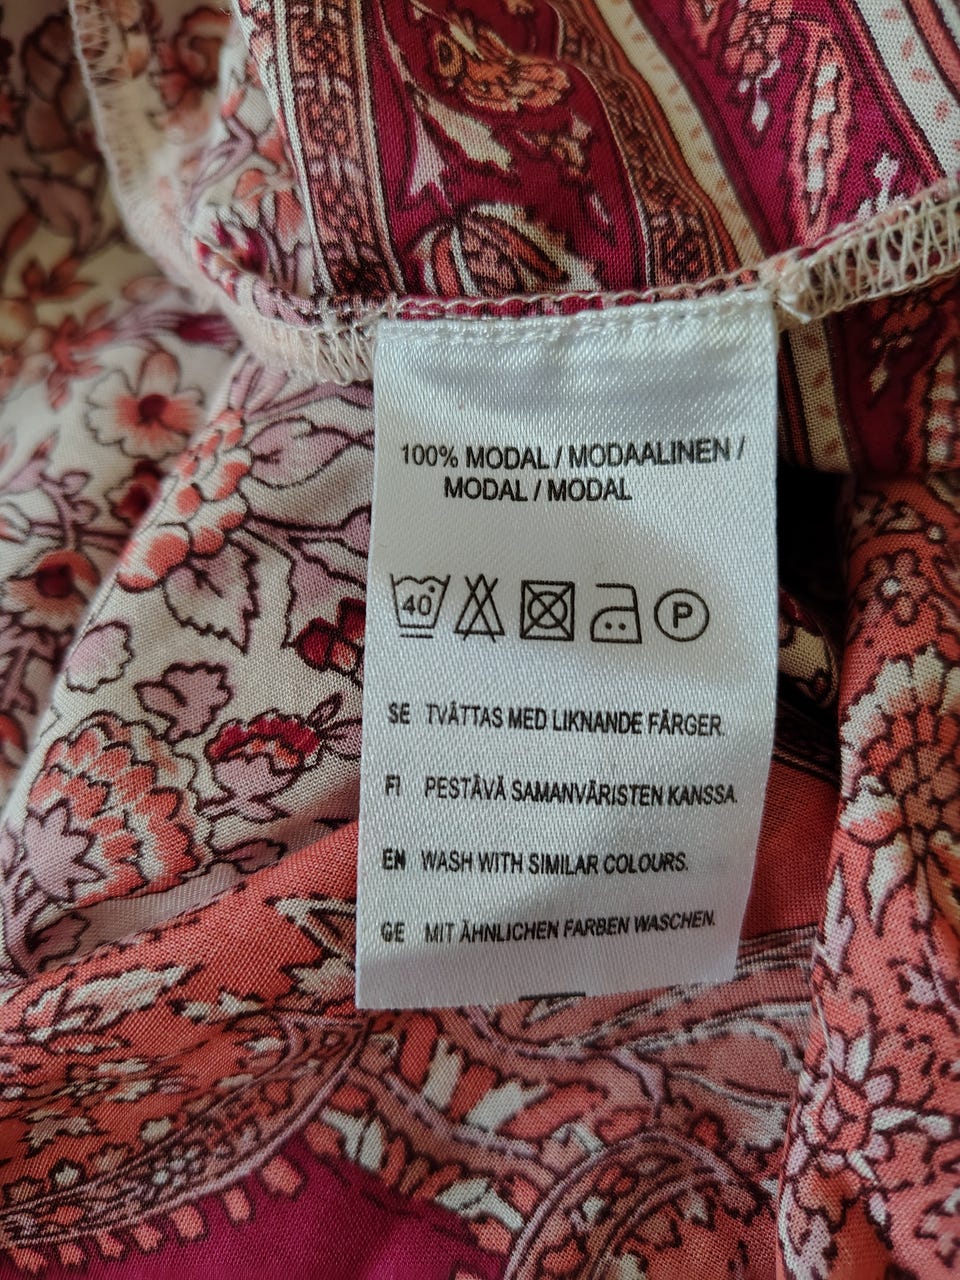 100% MODAL / MODAALINEN /
MODAL / MODAL
40° P
SE TVÄTTAS MED LIKNANDE FÄRGER.
FI PESTÄVÄ SAMANVÄRISTEN KANSSA.
EN WASH WITH SIMILAR COLOURS.
GE MIT ÄHNLICHEN FARBEN WASCHEN.